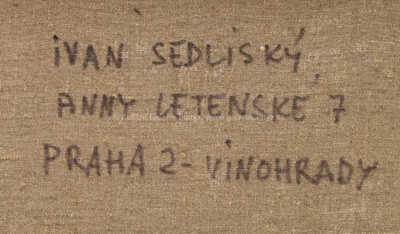 iVAN SEDLiSKÝ,
ANNY LETENSKÉ 7
PRAHA 2-ViNOHRADY